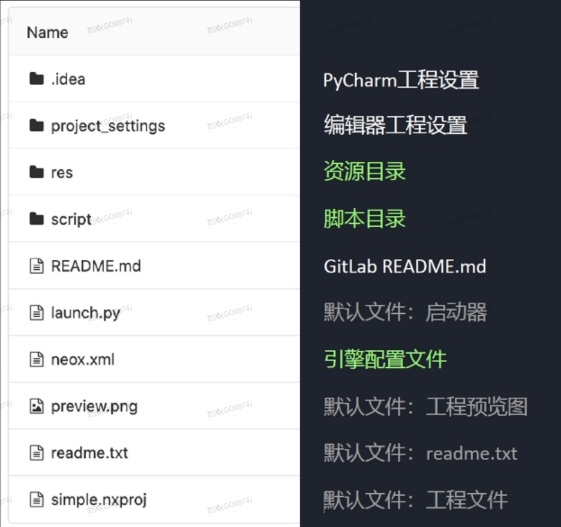 Name
.idea PyCharm工程设置
project_settings 编辑器工程设置
res 资源目录
script 脚本目录
README.md GitLab README.md
launch.py 默认文件：启动器
neox.xml 引擎配置文件
preview.png 默认文件：工程预览图
readme.txt 默认文件：readme.txt
simple.nxproj 默认文件：工程文件